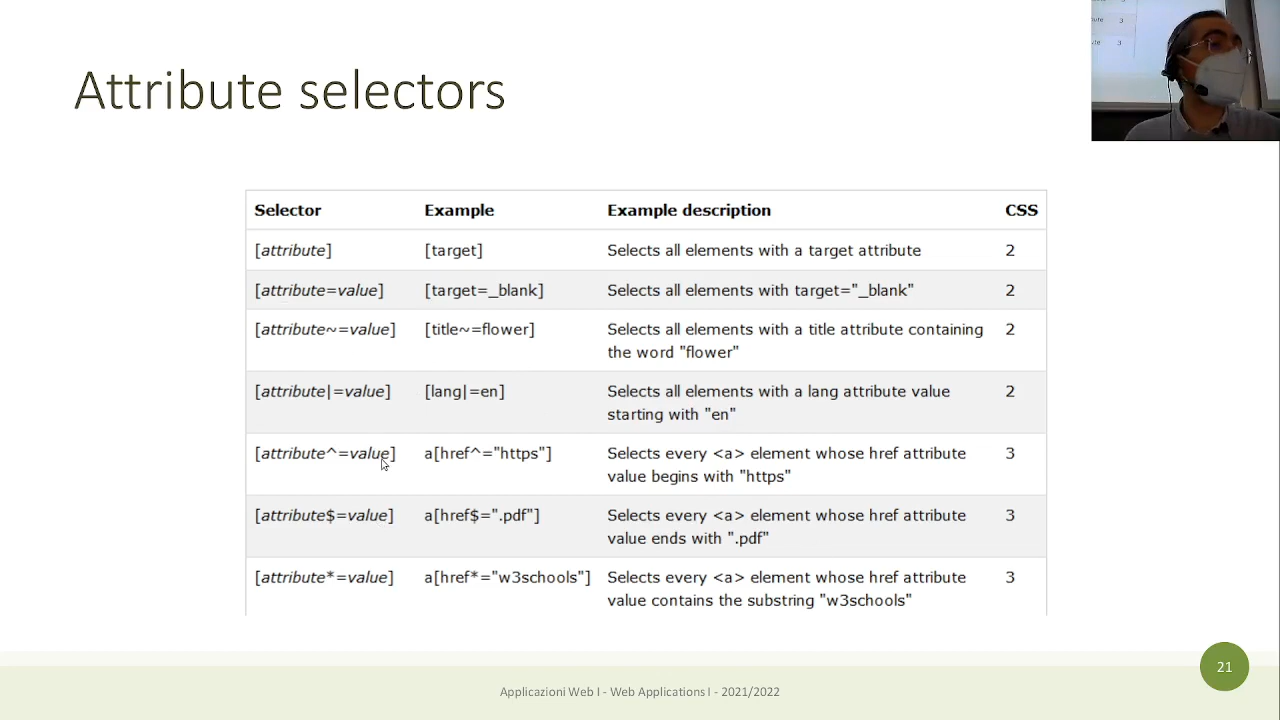 Attribute selectors
Selector Example Example description CSS
[attribute] [target] Selects all elements with a target attribute 2
[attribute=value] [target=_blank] Selects all elements with target="_blank" 2
[attribute~=value] [title~=flower] Selects all elements with a title attribute containing 2
the word "flower"
[attribute|=value] [lang|=en] Selects all elements with a lang attribute value 2
starting with "en"
[attribute^=value] a[href^="https"] Selects every <a> element whose href attribute 3
value begins with "https"
[attribute$=value] a[href$=".pdf"] Selects every <a> element whose href attribute 3
value ends with ".pdf"
[attribute*=value] a[href*="w3schools"] Selects every <a> element whose href attribute 3
value contains the substring "w3schools"
21
Applicazioni Web I - Web Applications I - 2021/2022